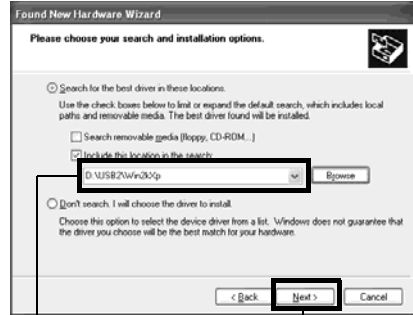 Found New Hardware Wizard
Please choose your search and installation options.
Search for the best driver in these locations.
Use the check boxes below to limit or expand the default search, which includes local
paths and removable media. The best driver found will be installed.
Search removable media (floppy, CD-ROM...)
Include this location in the search:
D:\USB2\Win2kXp
Browse
Don't search. I will choose the driver to install.
Choose this option to select the device driver from a list. Windows does not guarantee that
the driver you choose will be the best match for your hardware.
< Back
Next >
Cancel